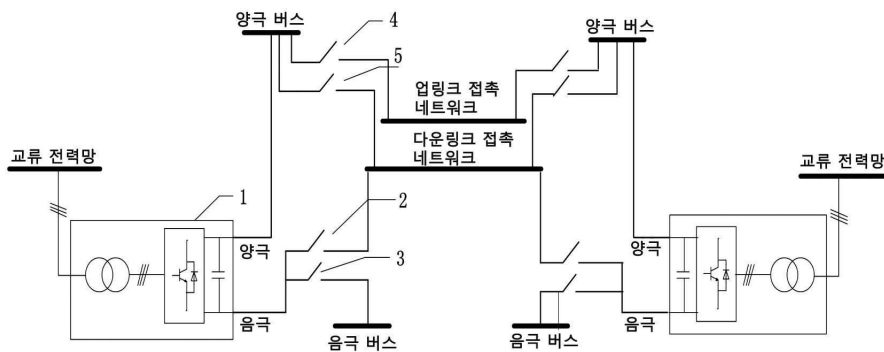 양극 버스
4
양극 버스
5
업링크 접촉
네트워크
다운링크 접촉
네트워크
교류 전력망
교류 전력망
1
2
양극
양극
3
음극
음극
음극 버스
음극 버스